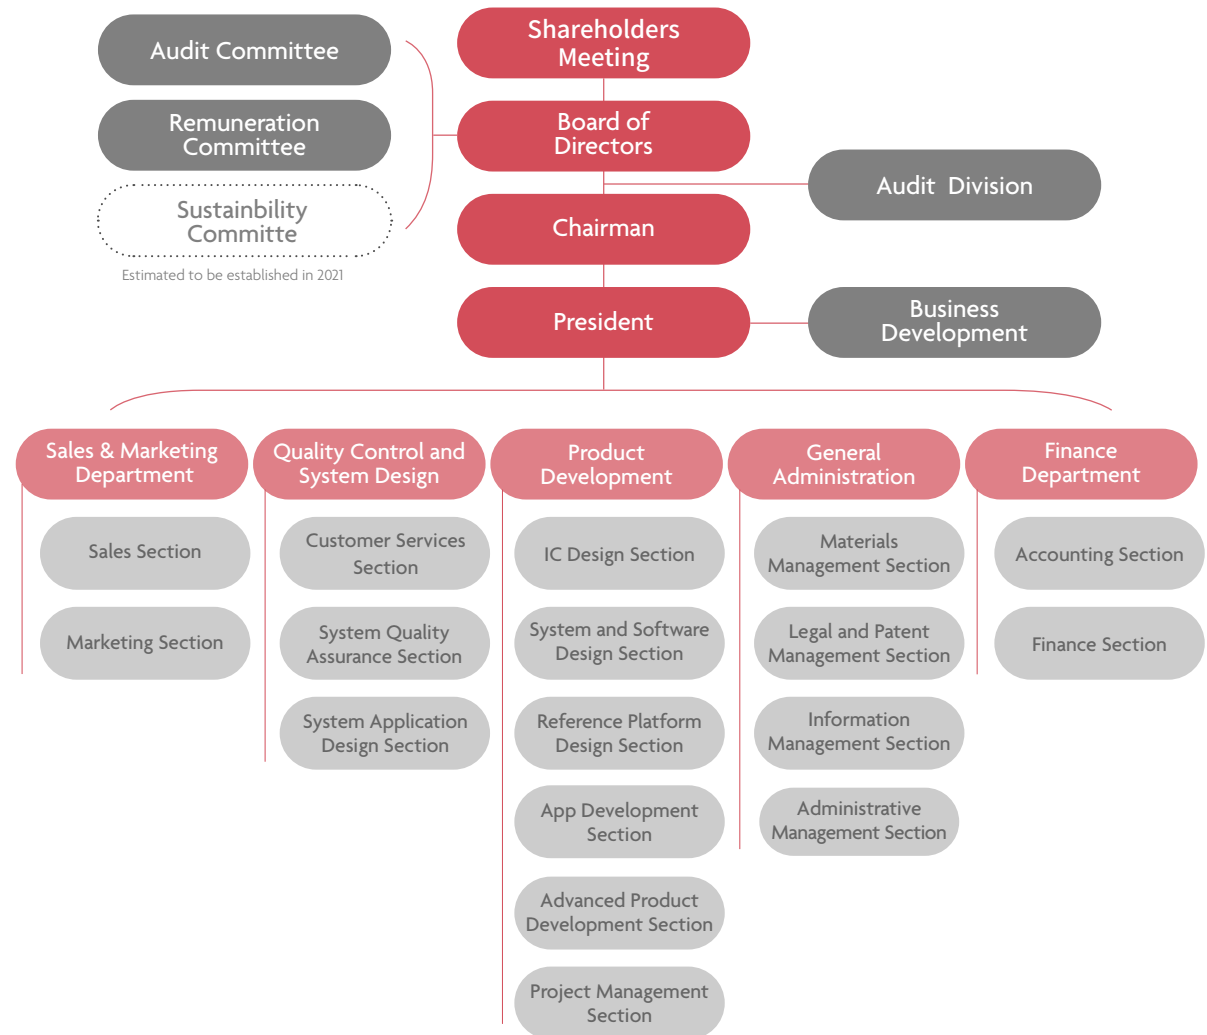 Shareholders
Meeting
Audit Committee
Remuneration
Committee
Board of
Directors
Sustainbility
Committe
Estimated to be established in 2021
Audit Division
Chairman
President
Business
Development
Sales & Marketing
Department
Quality Control and
System Design
Product
Development
General
Administration
Finance
Department
Sales Section
Marketing Section
Customer Services
Section
System Quality
Assurance Section
System Application
Design Section
IC Design Section
System and Software
Design Section
Reference Platform
Design Section
App Development
Section
Advanced Product
Development Section
Project Management
Section
Materials
Management Section
Legal and Patent
Management Section
Information
Management Section
Administrative
Management Section
Accounting Section
Finance Section